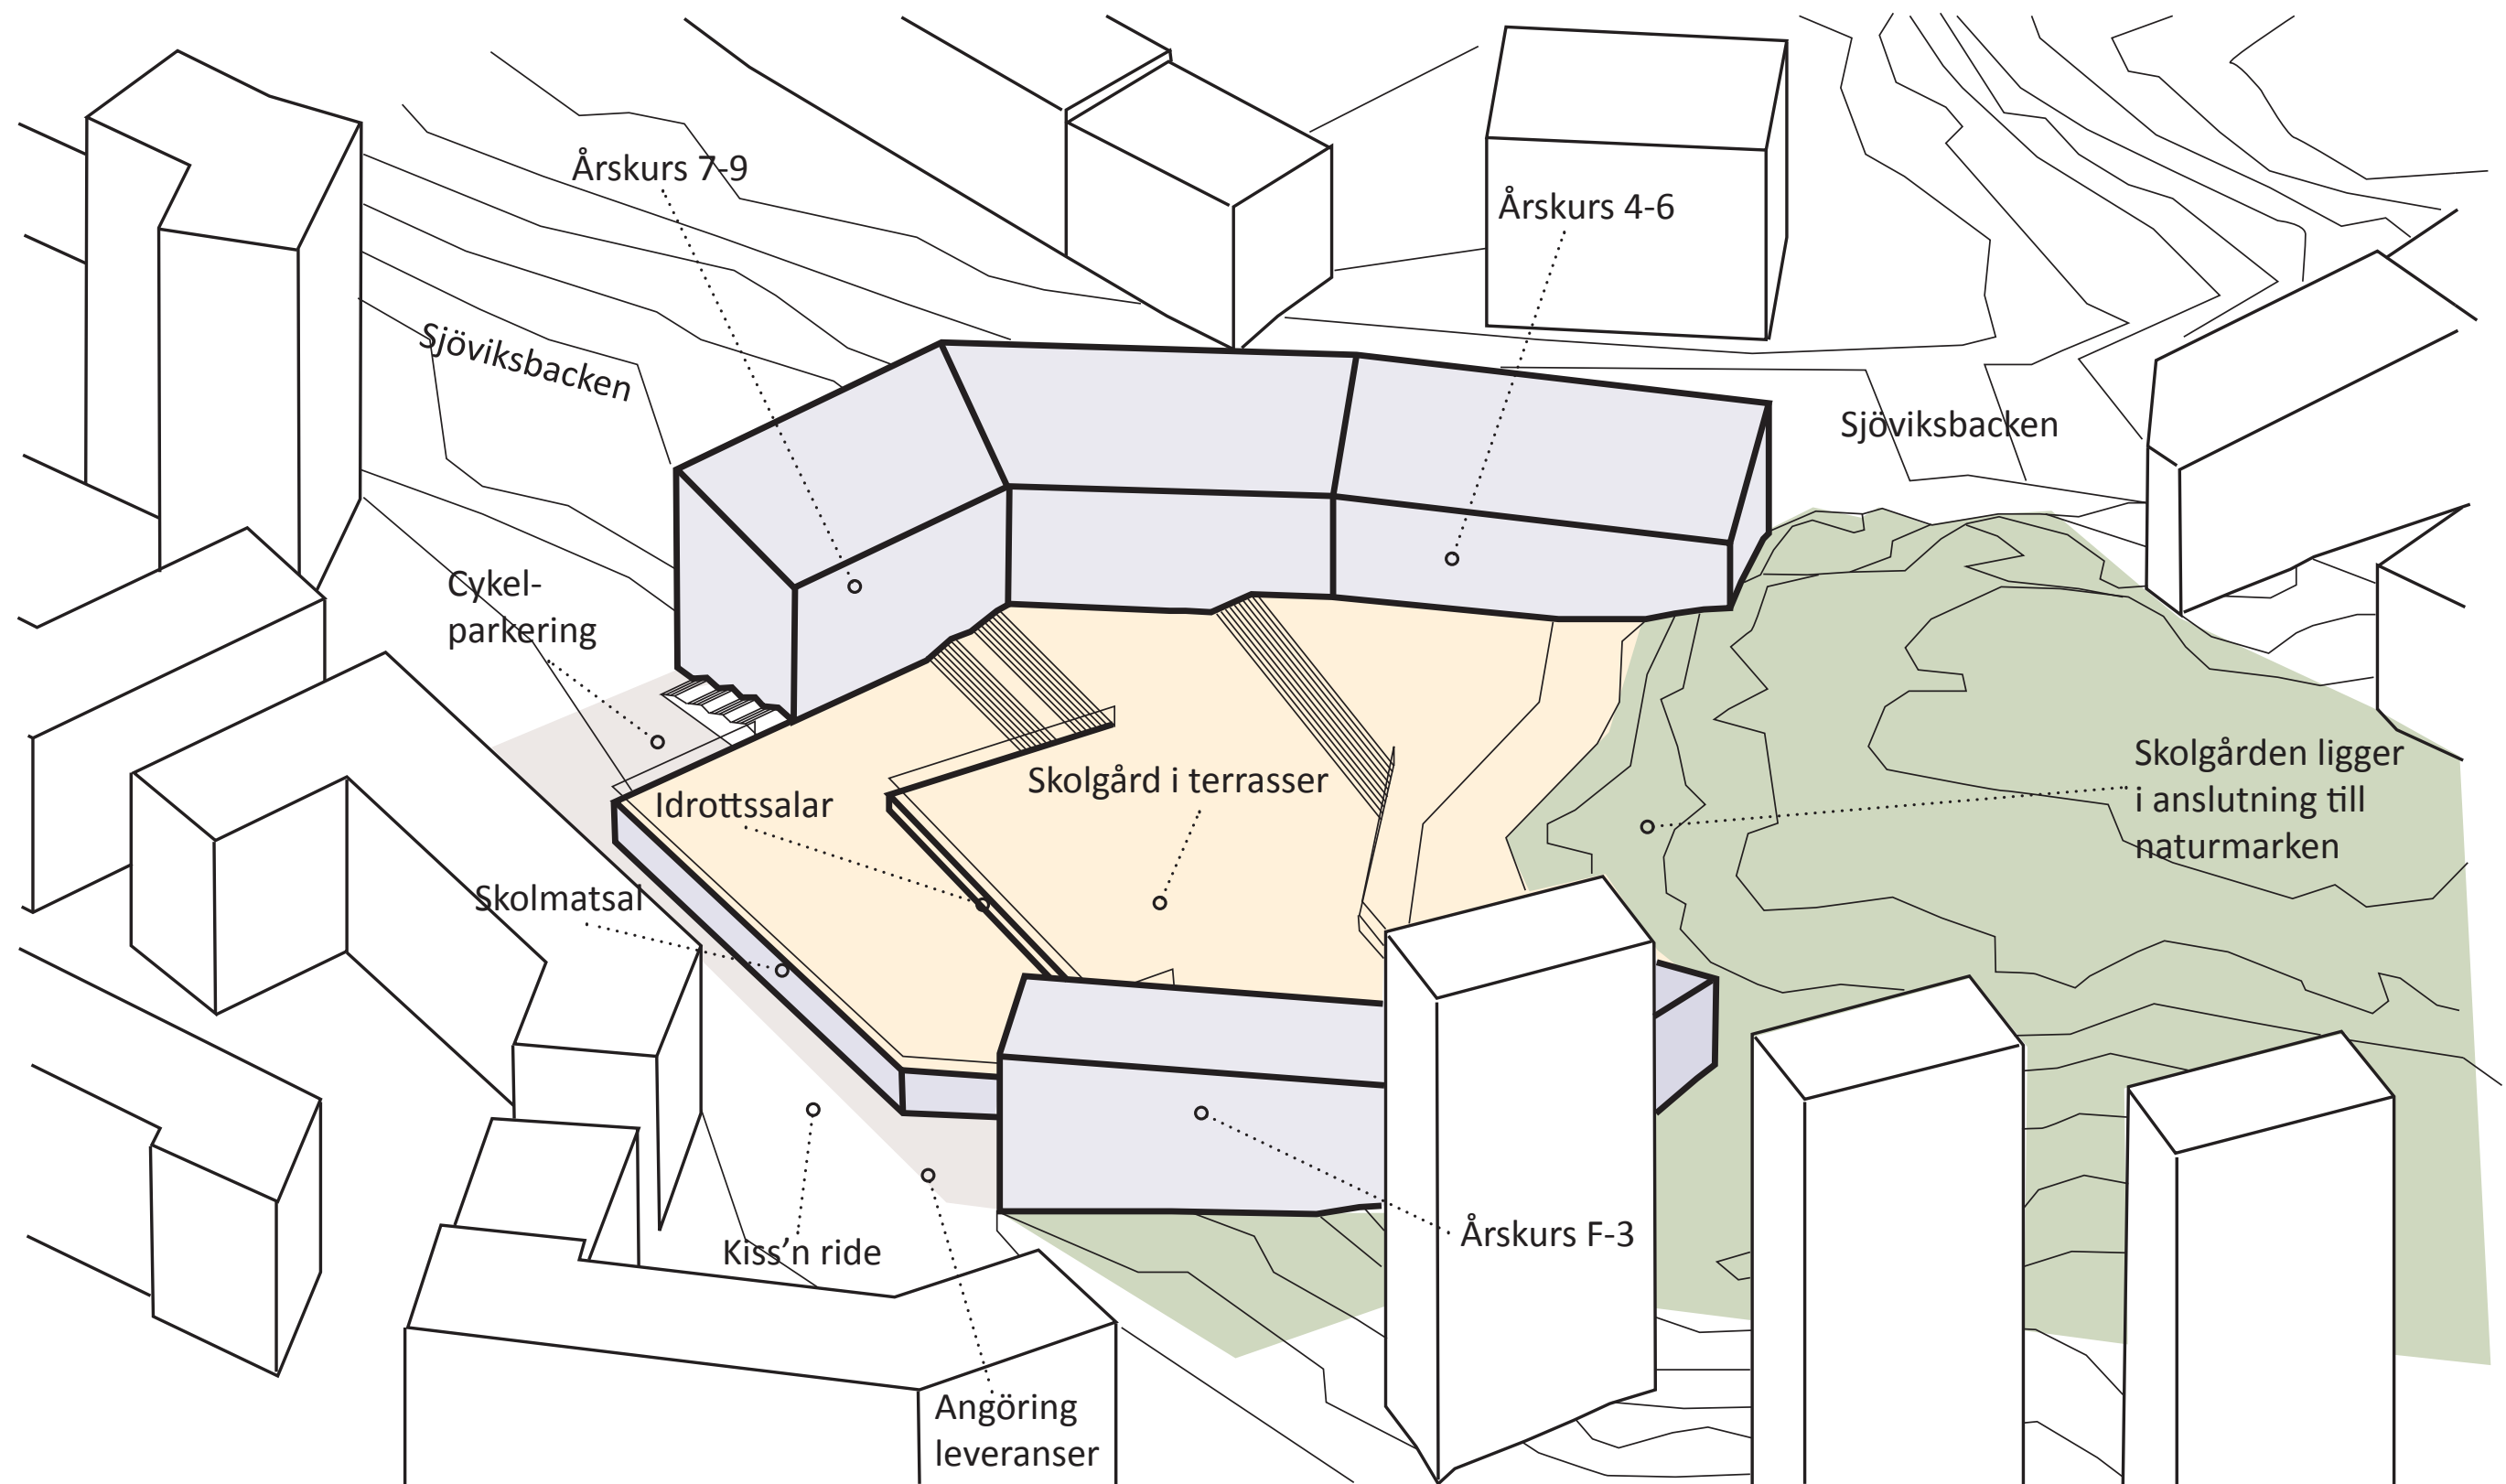 Årskurs 7-9
Årskurs 4-6
Sjöviksbacken
Sjöviksbacken
Cykel-
parkering
Skolgård i terrasser
Idrottssalar
Skolgården ligger
i anslutning till
naturmarken
Skolmatsal
Årskurs F-3
Kiss’n ride
Angöring
leveranser